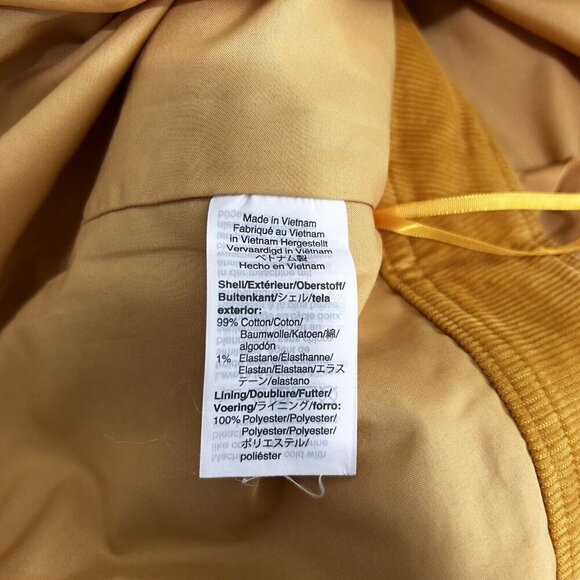 Made in Vietnam
Fabriqué au Vietnam
in Vietnam Hergestellt
Vervaardigd in Viëtnam
ベトナム製
Hecho en Vietnam
Shell/Extérieur/Oberstoff/
Buitenkant/シェル/tela
exterior:
99% Cotton/Coton/
Baumwolle/Katoen/綿/
algodón
1% Elastane/Élasthanne/
Elastan/Elastaan/エラス
テーン/elastano
Lining/Doublure/Futter/
Voering/ライニング/forro:
100% Polyester/Polyester/
Polyester/Polyester/
ポリエステル/
poliéster